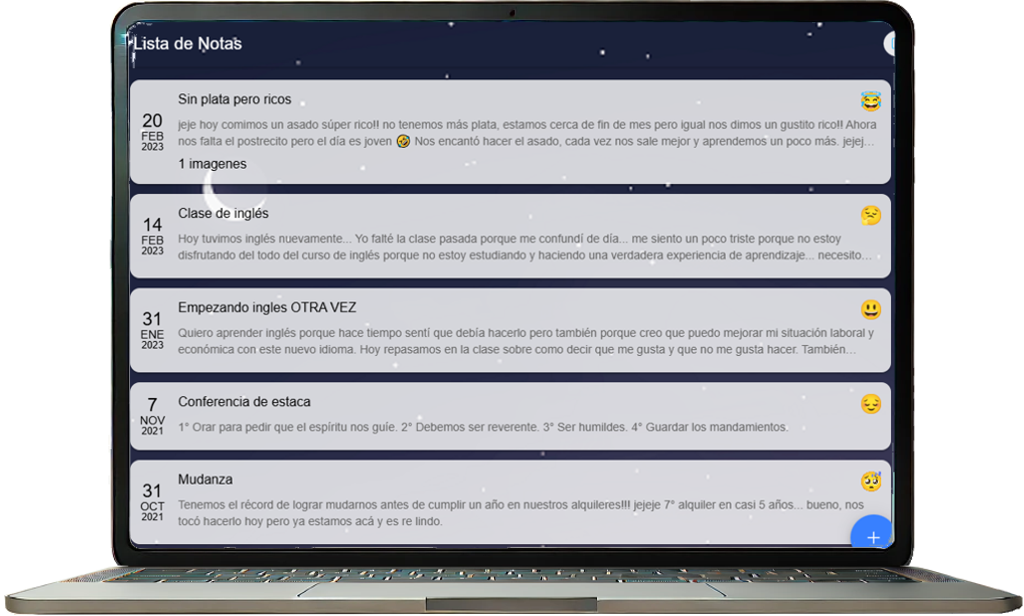 Lista de Notas
Sin plata pero ricos
20
FEB
2023
jeje hoy comimos un asado súper rico!! no tenemos más plata, estamos cerca de fin de mes pero igual nos dimos un gustito rico!! Ahora
nos falta el postrecito pero el día es joven 🤣 Nos encantó hacer el asado, cada vez nos sale mejor y aprendemos un poco más. jejej...
1 imagenes
Clase de inglés
14
FEB
2023
Hoy tuvimos inglés nuevamente... Yo falté la clase pasada porque me confundí de día... me siento un poco triste porque no estoy
disfrutando del todo del curso de inglés porque no estoy estudiando y haciendo una verdadera experiencia de aprendizaje... necesito...
Empezando ingles OTRA VEZ
31
ENE
2023
Quiero aprender inglés porque hace tiempo sentí que debía hacerlo pero también porque creo que puedo mejorar mi situación laboral y
económica con este nuevo idioma. Hoy repasamos en la clase sobre como decir que me gusta y que no me gusta hacer. También...
Conferencia de estaca
7
NOV
2021
1° Orar para pedir que el espíritu nos guíe. 2° Debemos ser reverente. 3° Ser humildes. 4° Guardar los mandamientos.
Mudanza
31
OCT
2021
Tenemos el récord de lograr mudarnos antes de cumplir un año en nuestros alquileres!!! jejeje 7° alquiler en casi 5 años... bueno, nos
tocó hacerlo hoy pero ya estamos acá y es re lindo.
+